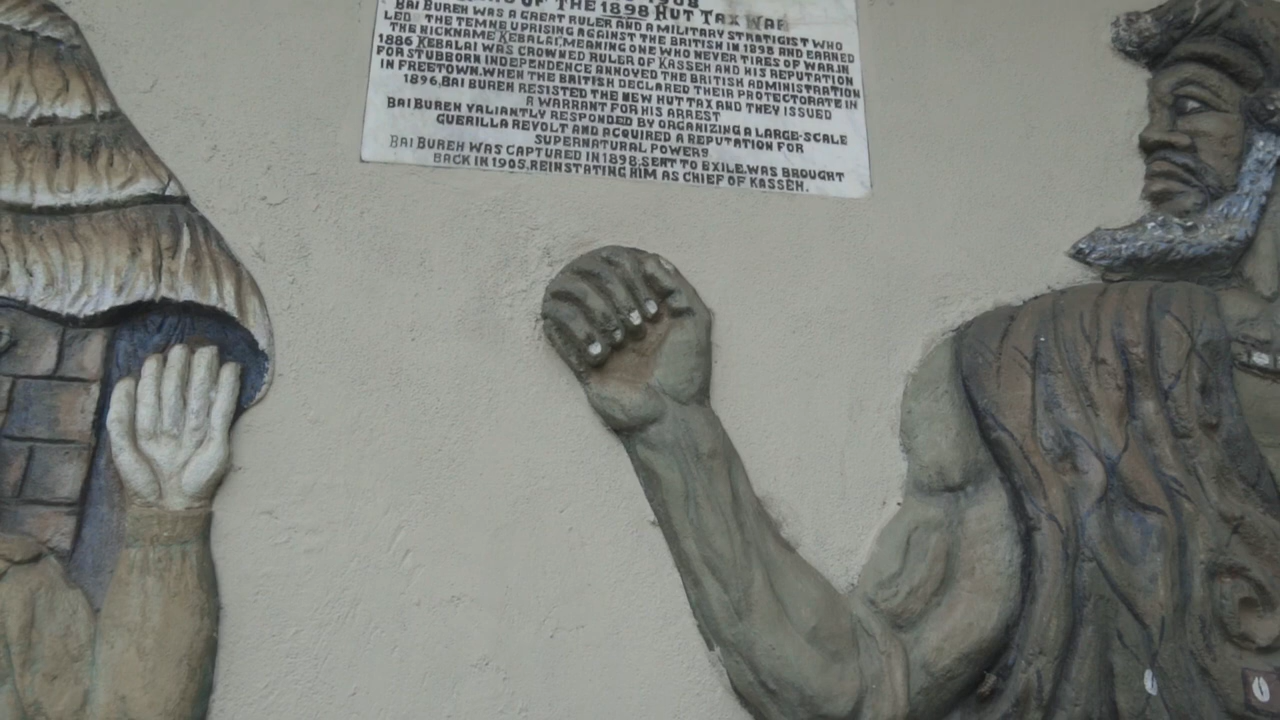 OF THE 1898 HUT TAX WAR
BAI BUREH WAS A GREAT RULER AND A MILITARY STRATIGIST WHO
LED THE TEMNE UPRISING AGAINST THE BRITISH IN 1898 AND EARNED
THE NICKNAME KEBALAI, MEANING ONE WHO NEVER TIRES OF WAR. IN
1886 KEBALAI WAS CROWNED RULER OF KASSEH AND HIS REPUTATION
FOR STUBBORN INDEPENDENCE ANNOYED THE BRITISH ADMINISTRATION
IN FREETOWN. WHEN THE BRITISH DECLARED THEIR PROTECTORATE IN
1896, BAI BUREH RESISTED THE NEW HUT TAX AND THEY ISSUED
A WARRANT FOR HIS ARREST
BAI BUREH VALIANTLY RESPONDED BY ORGANIZING A LARGE-SCALE
GUERILLA REVOLT AND ACQUIRED A REPUTATION FOR
SUPERNATURAL POWERS
BAI BUREH WAS CAPTURED IN 1898, SENT TO EXILE, WAS BROUGHT
BACK IN 1905, REINSTATING HIM AS CHIEF OF KASSEH.